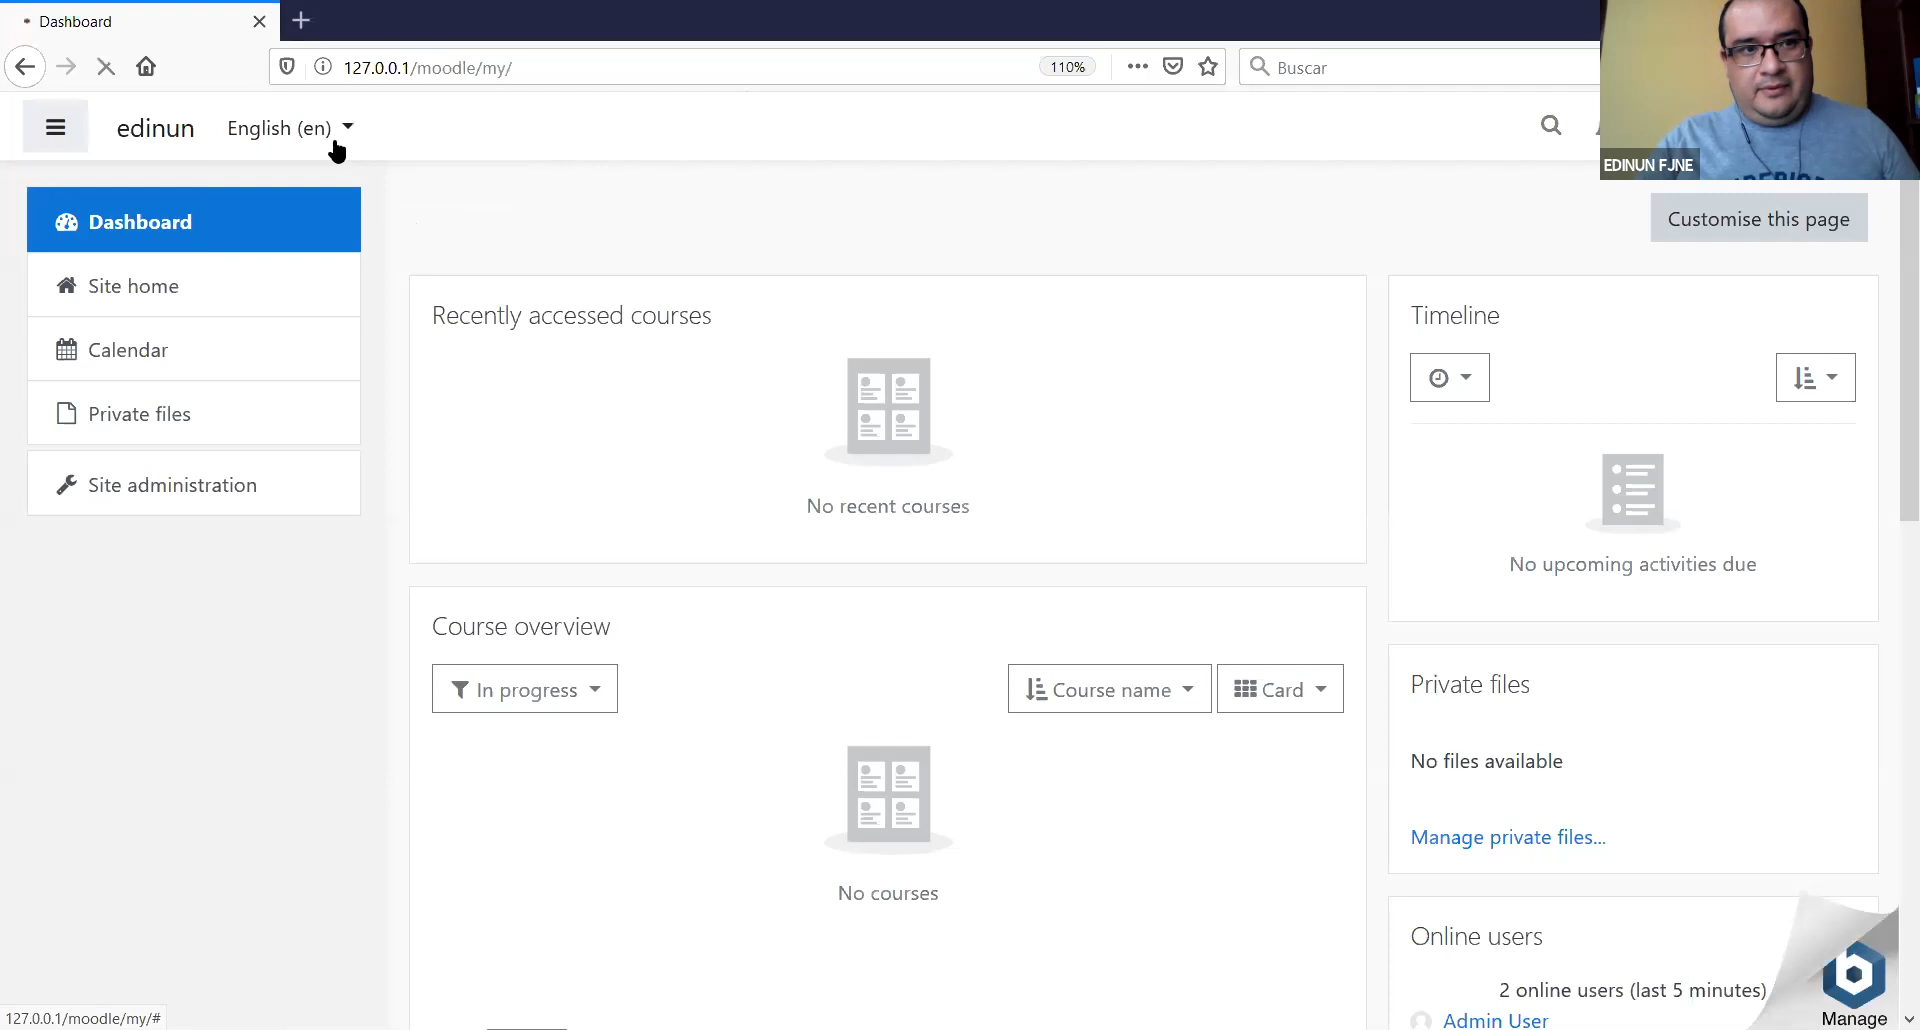 Dashboard
127.0.0.1/moodle/my/
110%
Buscar
edinun
English (en)
EDINUN FJNE
Dashboard
Site home
Calendar
Private files
Site administration
Customise this page
Recently accessed courses
No recent courses
Timeline
No upcoming activities due
Course overview
In progress
Course name
Card
No courses
Private files
No files available
Manage private files...
Online users
2 online users (last 5 minutes)
Admin User
Manage
127.0.0.1/moodle/my/#